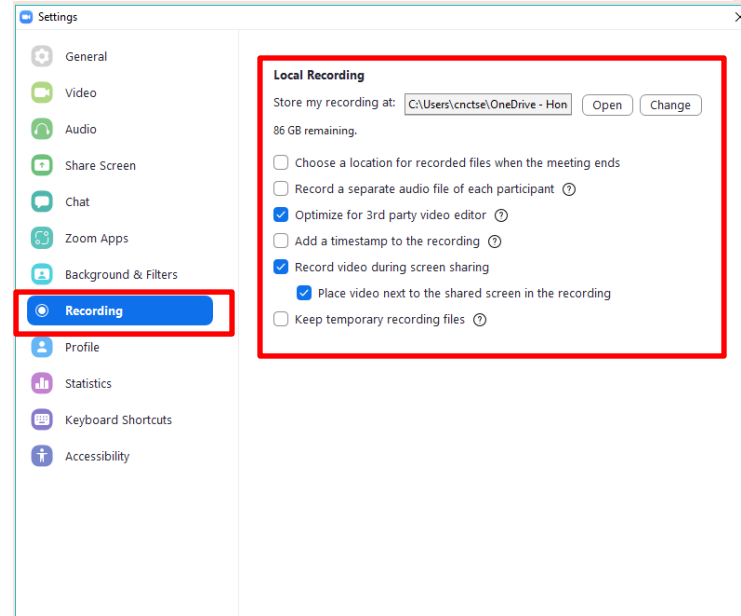 Settings
General
Video
Audio
Share Screen
Chat
Zoom Apps
Background & Filters
Recording
Profile
Statistics
Keyboard Shortcuts
Accessibility
Local Recording
Store my recording at: C:\Users\cnctse\OneDrive - Hon Open Change
86 GB remaining.
Choose a location for recorded files when the meeting ends
Record a separate audio file of each participant ?
Optimize for 3rd party video editor ?
Add a timestamp to the recording ?
Record video during screen sharing
Place video next to the shared screen in the recording
Keep temporary recording files ?